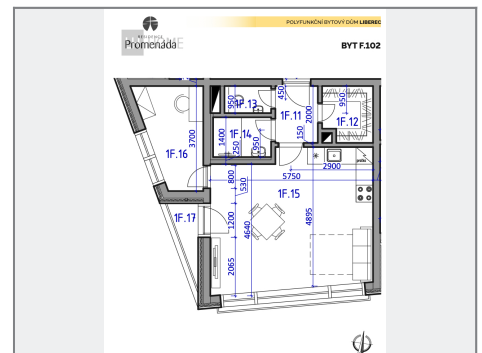 POLYFUNKČNÍ BYTOVÝ DŮM LIBEREC
REZIDENCE
Promenáda
BYT F.102
450
950
1F.13
1F.11
2000
950
1F.12
3700
1F.14
1400
250
950
150
1F.16
2900
5750
800
530
1F.15
1F.17
1200
4640
4895
2065